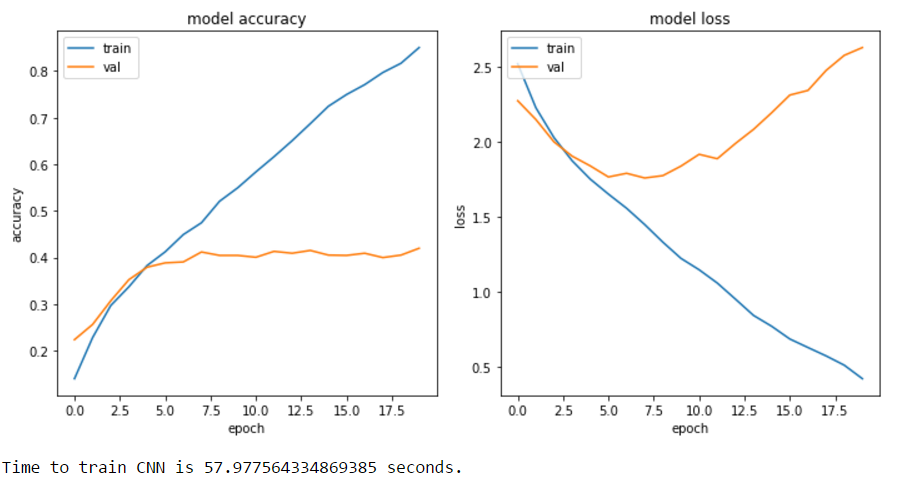 model accuracy
train
val
0.8
0.7
0.6
0.5
0.4
0.3
0.2
accuracy
0.0 2.5 5.0 7.5 10.0 12.5 15.0 17.5
epoch
model loss
train
val
2.5
2.0
1.5
1.0
0.5
loss
0.0 2.5 5.0 7.5 10.0 12.5 15.0 17.5
epoch
Time to train CNN is 57.977564334869385 seconds.